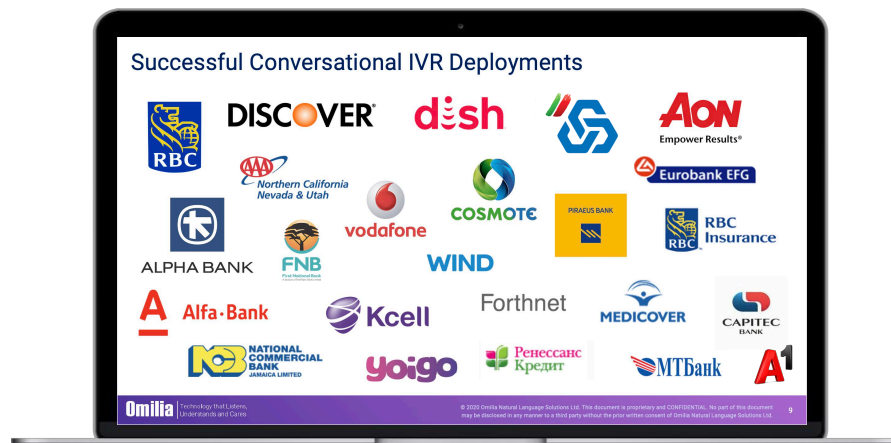 Successful Conversational IVR Deployments
RBC
DISCOVER®
dish
AON
Empower Results®
AAA
Northern California
Nevada & Utah
vodafone
COSMOTE
Eurobank EFG
ALPHA BANK
FNB
First National Bank
WIND
PIRAEUS BANK
RBC
RBC
Insurance
Alfa·Bank
Kcell
Forthnet
MEDICOVER
CAPITEC
BANK
NCB
NATIONAL
COMMERCIAL
BANK
JAMAICA LIMITED
yoigo
Ренессанс
Кредит
МТБанк
A1
Omilia
Technology that Listens,
Understands and Cares
© 2020 Omilia Natural Language Solutions Ltd. This document is proprietary and CONFIDENTIAL. No part of this document
may be disclosed in any manner to a third party without the prior written consent of Omilia Natural Language Solutions Ltd.
9